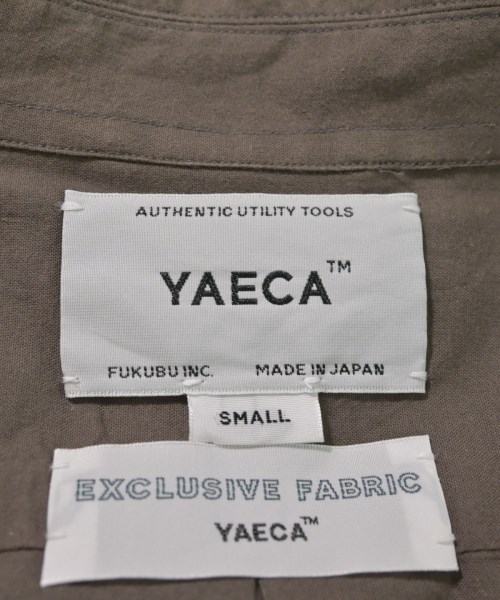 AUTHENTIC UTILITY TOOLS
YAECA™
FUKUBU INC. MADE IN JAPAN
SMALL
EXCLUSIVE FABRIC
YAECA™